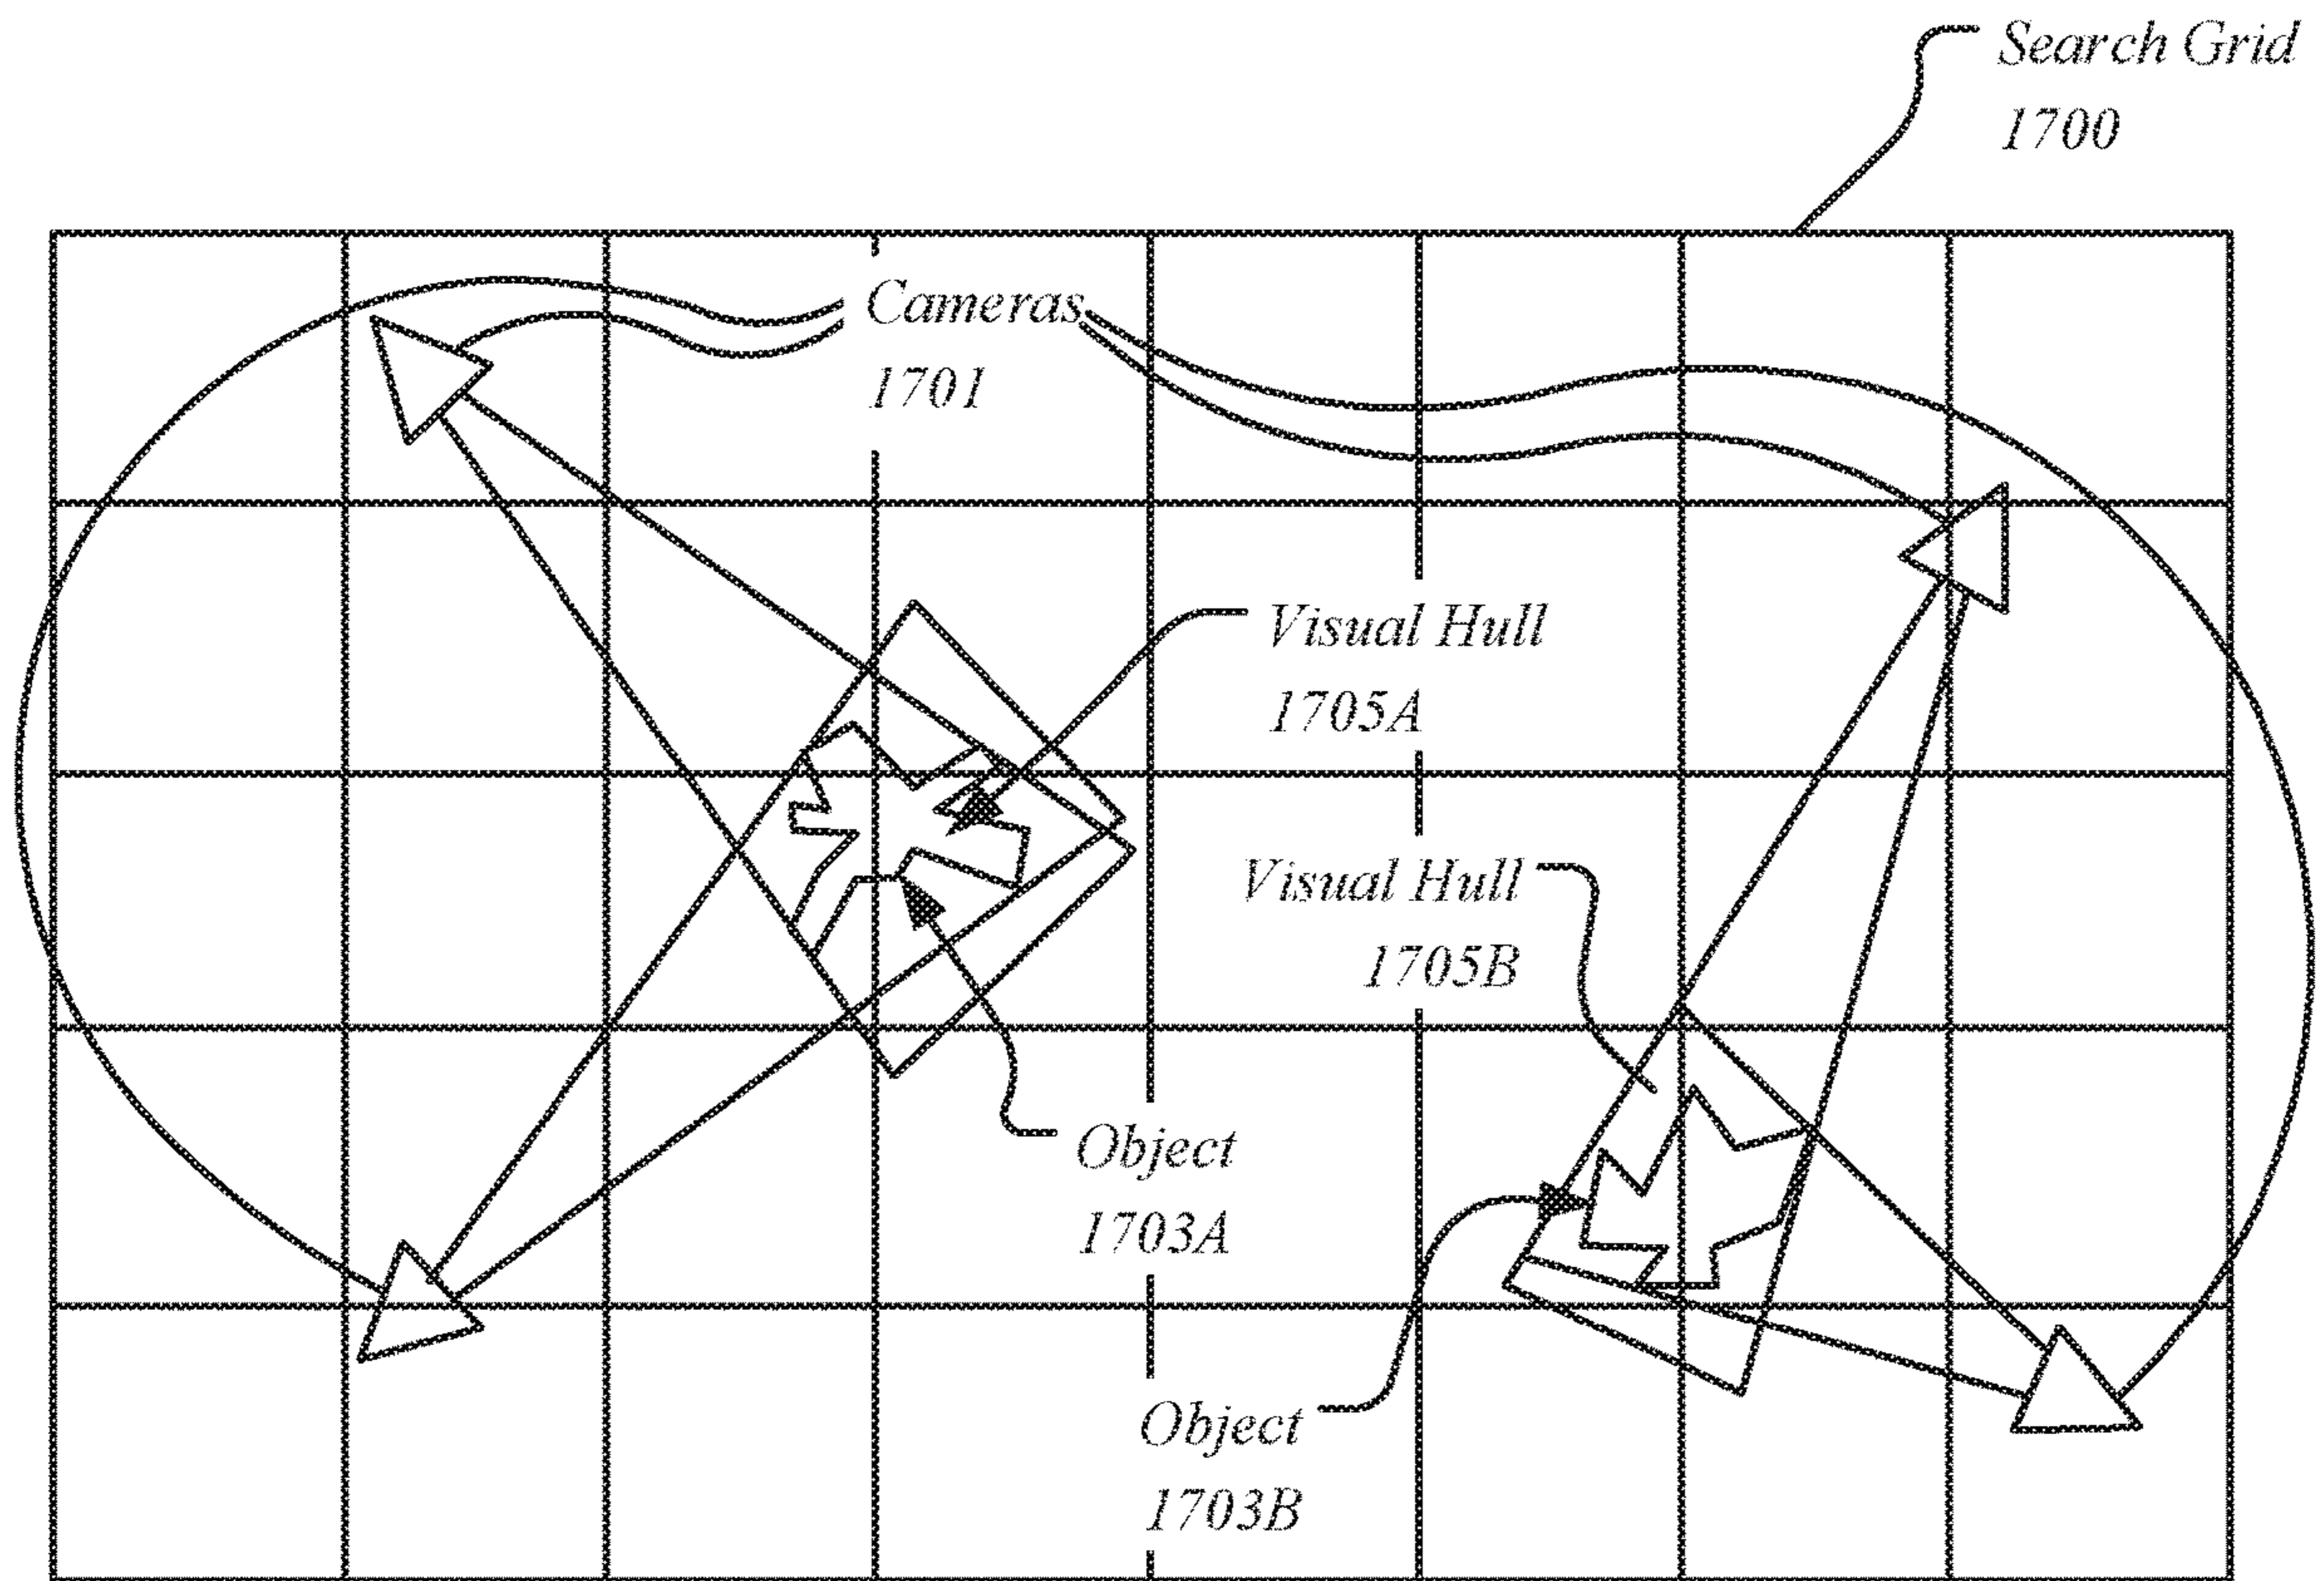 Search Grid
1700
Cameras
1701
Visual Hull
1705A
Visual Hull
1705B
Object
1703A
Object
1703B